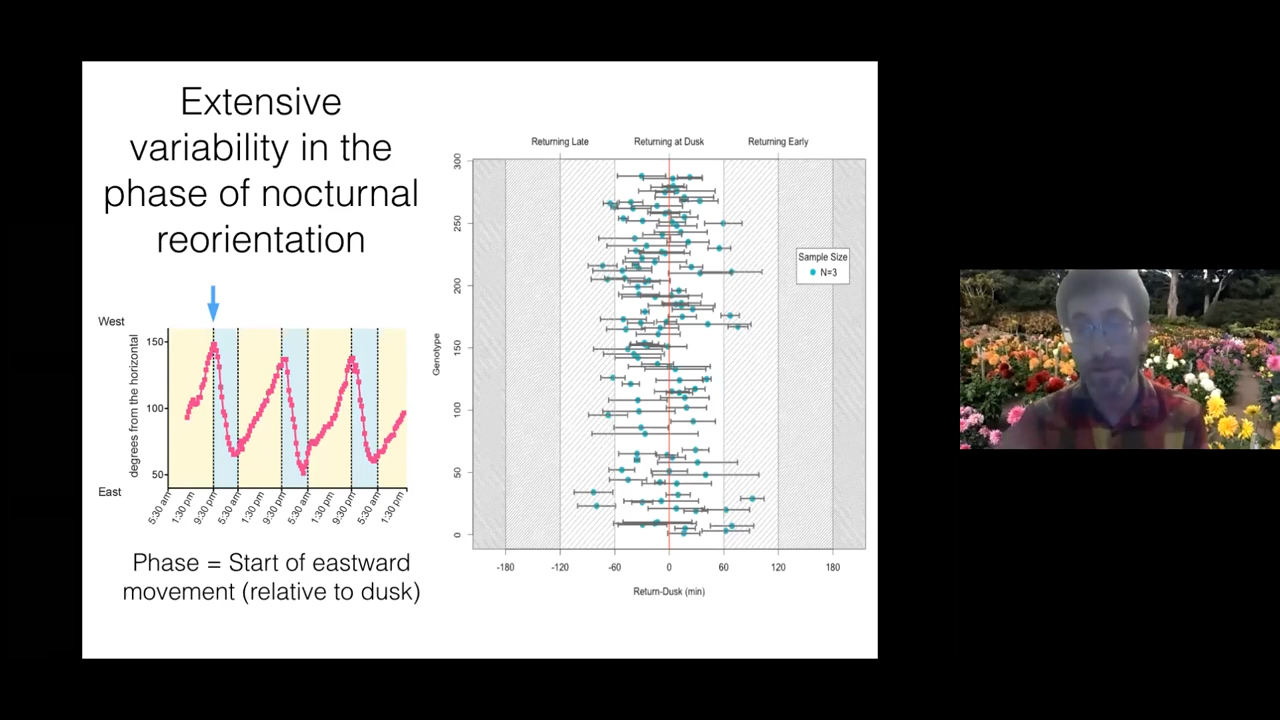 Extensive
variability in the
phase of nocturnal
reorientation
West
150
100
50
East
degrees from the horizontal
5:30 am
1:30 pm
9:30 pm
5:30 am
1:30 pm
9:30 pm
5:30 am
1:30 pm
9:30 pm
5:30 am
1:30 pm
Phase = Start of eastward
movement (relative to dusk)
Returning Late Returning at Dusk Returning Early
300
250
200
150
100
50
0
Genotype
Sample Size
N=3
-180 -120 -60 0 60 120 180
Return-Dusk (min)